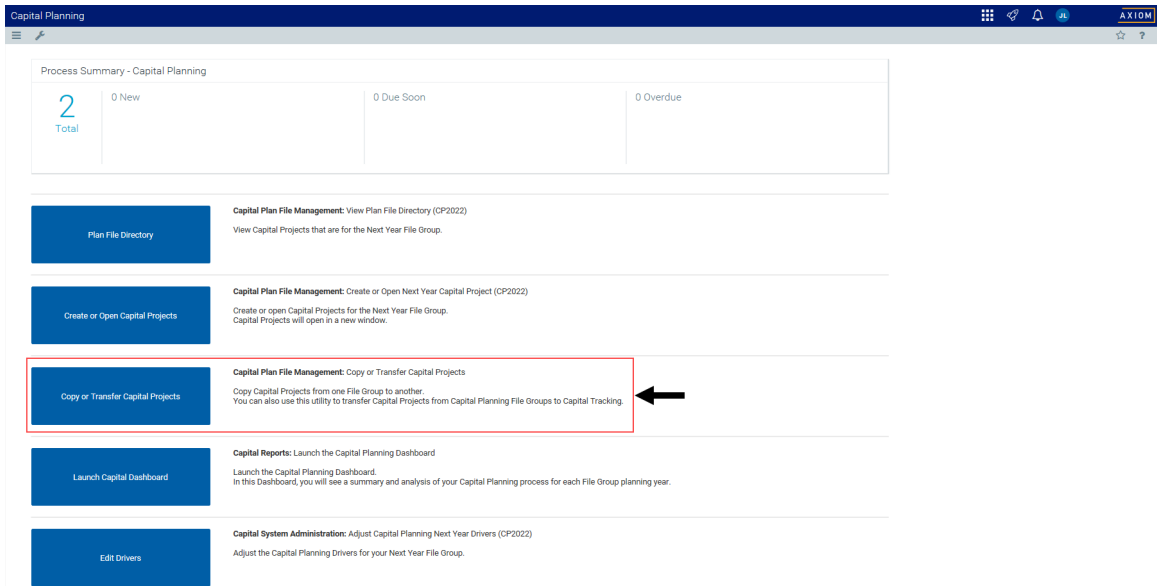 Capital Planning
JL
AXIOM
?
Process Summary - Capital Planning
2
Total
0 New
0 Due Soon
0 Overdue
Plan File Directory
Capital Plan File Management: View Plan File Directory (CP2022)
View Capital Projects that are for the Next Year File Group.
Create or Open Capital Projects
Capital Plan File Management: Create or Open Next Year Capital Project (CP2022)
Create or open Capital Projects for the Next Year File Group.
Capital Projects will open in a new window.
Copy or Transfer Capital Projects
Capital Plan File Management: Copy or Transfer Capital Projects
Copy Capital Projects from one File Group to another.
You can also use this utility to transfer Capital Projects from Capital Planning File Groups to Capital Tracking.
Launch Capital Dashboard
Capital Reports: Launch the Capital Planning Dashboard
Launch the Capital Planning Dashboard.
In this Dashboard, you will see a summary and analysis of your Capital Planning process for each File Group planning year.
Edit Drivers
Capital System Administration: Adjust Capital Planning Next Year Drivers (CP2022)
Adjust the Capital Planning Drivers for your Next Year File Group.